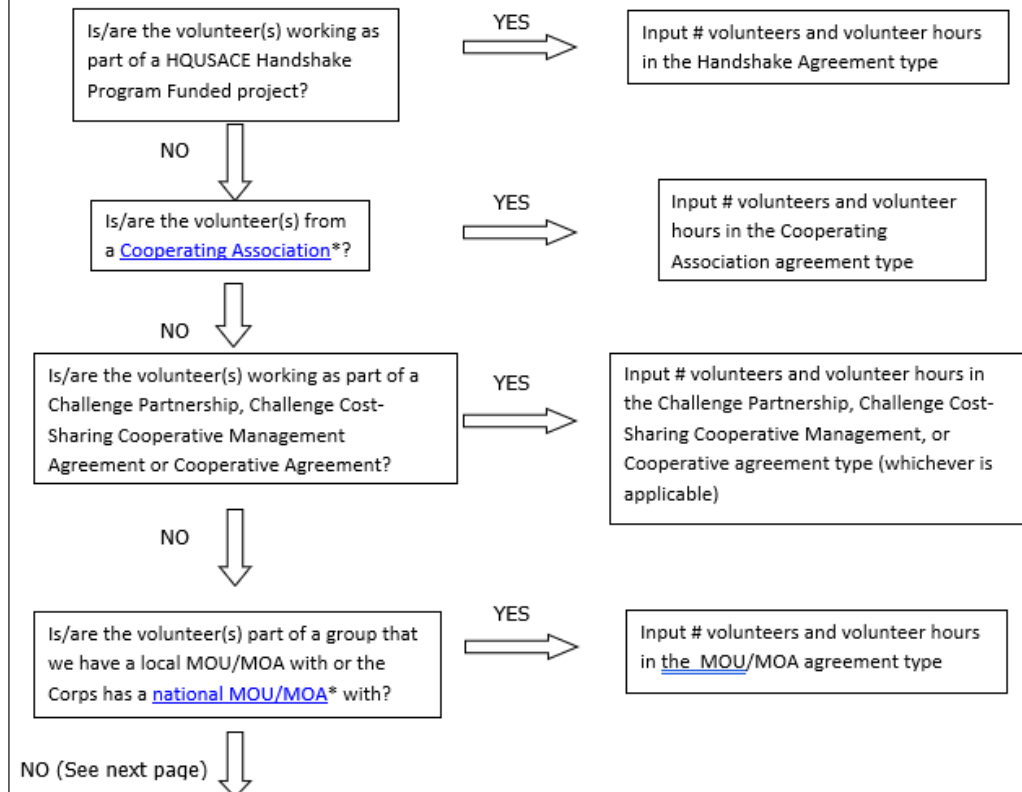 Is/are the volunteer(s) working as
part of a HQUSACE Handshake
Program Funded project?
YES
Input # volunteers and volunteer hours
in the Handshake Agreement type
NO
Is/are the volunteer(s) from
a Cooperating Association*?
YES
Input # volunteers and volunteer
hours in the Cooperating
Association agreement type
NO
Is/are the volunteer(s) working as part of a
Challenge Partnership, Challenge Cost-
Sharing Cooperative Management
Agreement or Cooperative Agreement?
YES
Input # volunteers and volunteer hours in
the Challenge Partnership, Challenge Cost-
Sharing Cooperative Management, or
Cooperative agreement type (whichever is
applicable)
NO
Is/are the volunteer(s) part of a group that
we have a local MOU/MOA with or the
Corps has a national MOU/MOA* with?
YES
Input # volunteers and volunteer hours
in the MOU/MOA agreement type
NO (See next page)